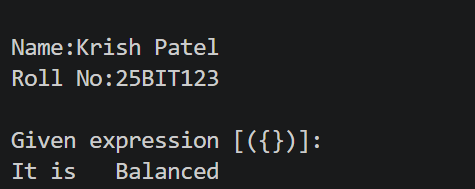 Name:Krish Patel
Roll No:25BIT123
Given expression [({})]:
It is   Balanced